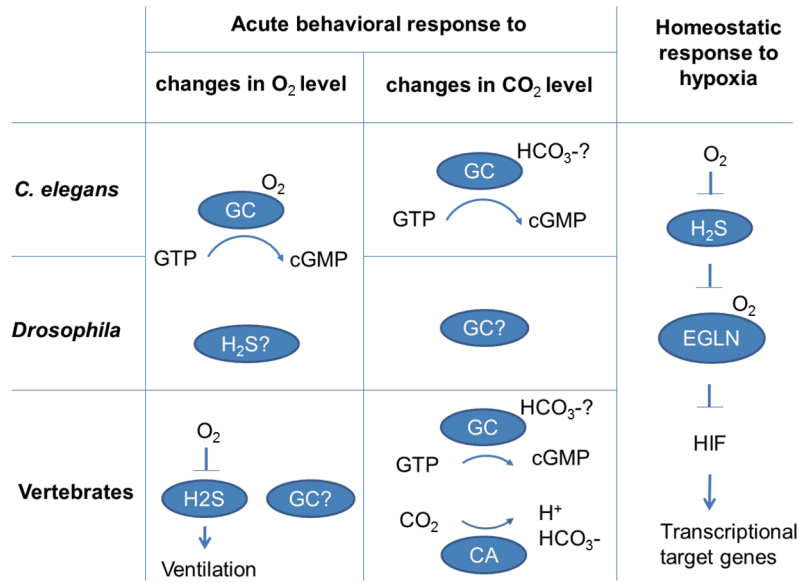 Acute behavioral response to
Homeostatic
response to
hypoxia
changes in O₂ level
changes in CO₂ level
C. elegans
O₂
GC
GTP
cGMP
HCO₃-?
GC
GTP
cGMP
O₂
H₂S
Drosophila
H₂S?
GC?
O₂
EGLN
Vertebrates
O₂
H2S
GC?
Ventilation
HCO₃-?
GC
GTP
cGMP
CO₂
H⁺
HCO₃-
CA
HIF
Transcriptional
target genes